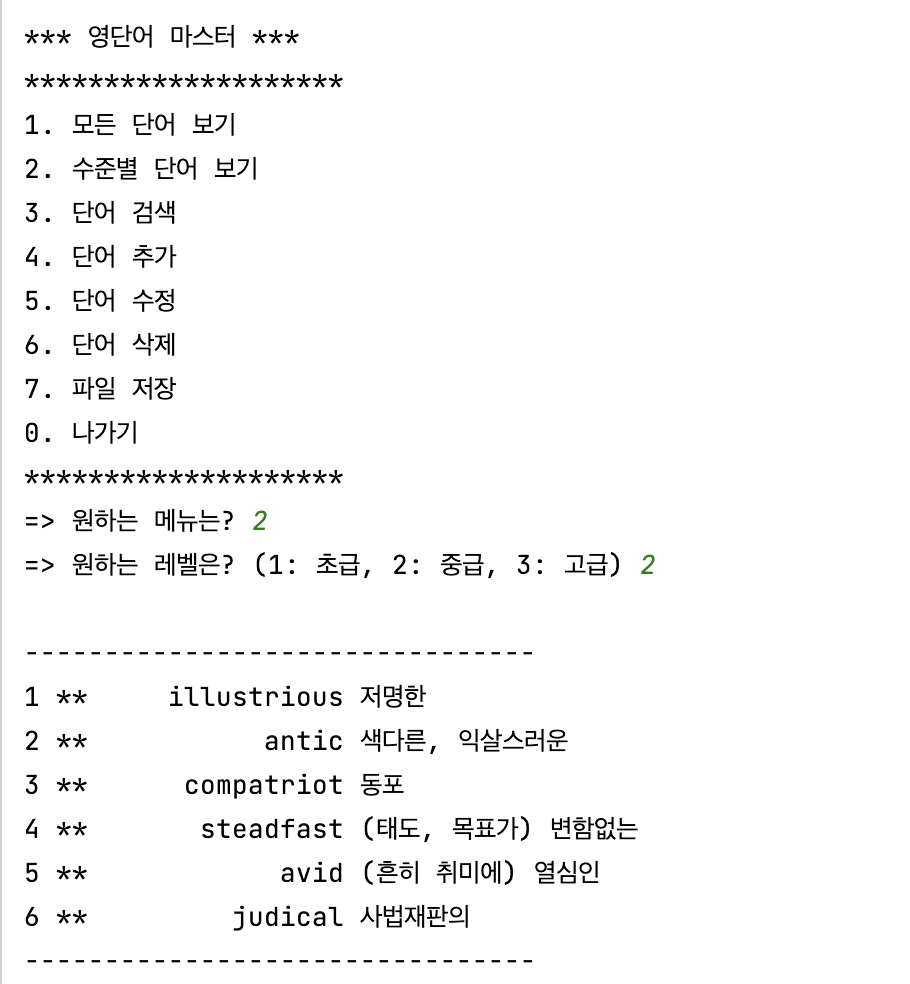 *** 영단어 마스터 ***
********************
1. 모든 단어 보기
2. 수준별 단어 보기
3. 단어 검색
4. 단어 추가
5. 단어 수정
6. 단어 삭제
7. 파일 저장
0. 나가기
********************
=> 원하는 메뉴는? 2
=> 원하는 레벨은? (1: 초급, 2: 중급, 3: 고급) 2
--------------------------------
1 **     illustrious 저명한
2 **           antic 색다른, 익살스러운
3 **      compatriot 동포
4 **       steadfast (태도, 목표가) 변함없는
5 **            avid (흔히 취미에) 열심인
6 **         judical 사법재판의
--------------------------------